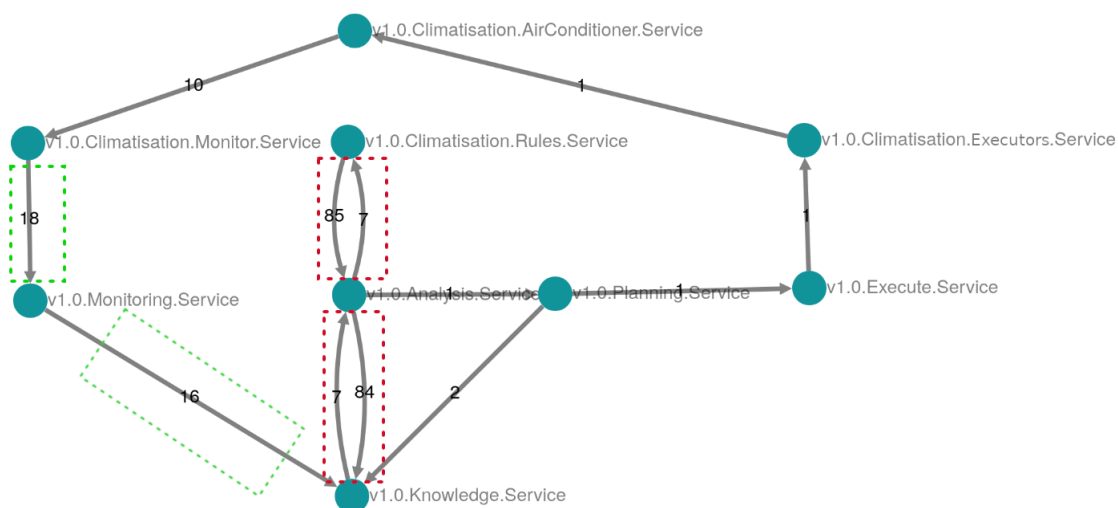 v1.0.Climatisation.AirConditioner.Service
10
1
v1.0.Climatisation.Monitor.Service
v1.0.Climatisation.Rules.Service
v1.0.Climatisation.Executors.Service
18
85
7
1
v1.0.Monitoring.Service
v1.0.Analysis.Service
1
v1.0.Planning.Service
1
v1.0.Execute.Service
16
7
84
2
v1.0.Knowledge.Service